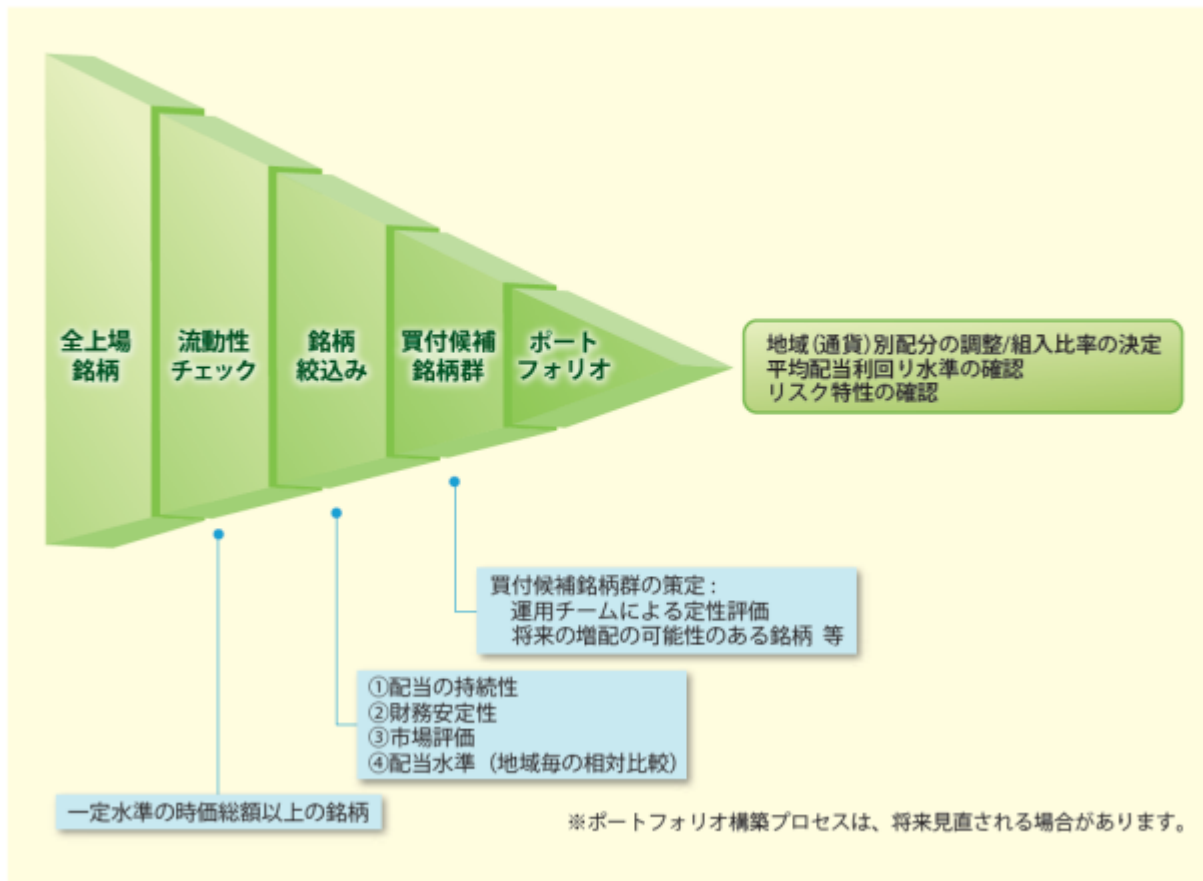 全上場
銘柄
流動性
チェック
銘柄
絞込み
買付候補
銘柄群
ポート
フォリオ
地域(通貨)別配分の調整/組入比率の決定
平均配当利回り水準の確認
リスク特性の確認
買付候補銘柄群の策定:
運用チームによる定性評価
将来の増配の可能性のある銘柄 等
①配当の持続性
②財務安定性
③市場評価
④配当水準(地域毎の相対比較)
一定水準の時価総額以上の銘柄
※ポートフォリオ構築プロセスは、将来見直される場合があります。